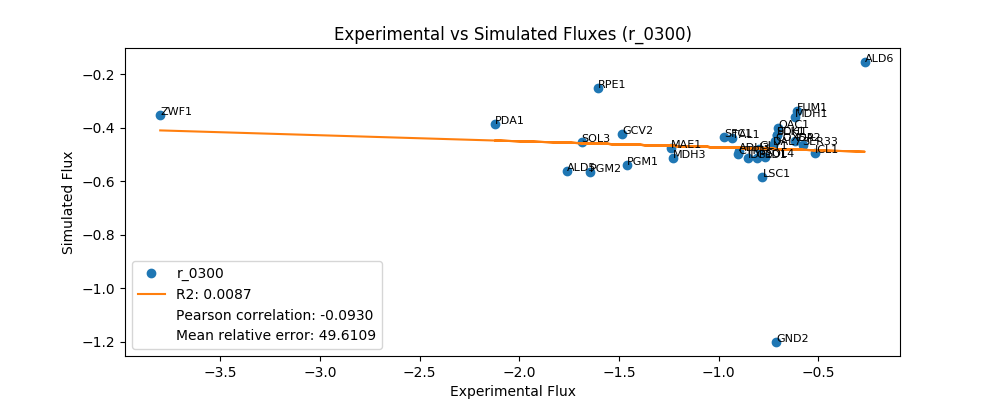 Experimental vs Simulated Fluxes (r_0300)
ALD6
RPE1
FUM1
ZWF1
MDH1
PDA1
OAC1
GCV2
SOL3
SER33
MAE1
ICL1
MDH3
PGM1
ALD5
PGM2
LSC1
GND2
r_0300
R2: 0.0087
Pearson correlation: -0.0930
Mean relative error: 49.6109
−0.2
−0.4
−0.6
−0.8
−1.0
−1.2
−3.5
−3.0
−2.5
−2.0
−1.5
−1.0
−0.5
Simulated Flux
Experimental Flux